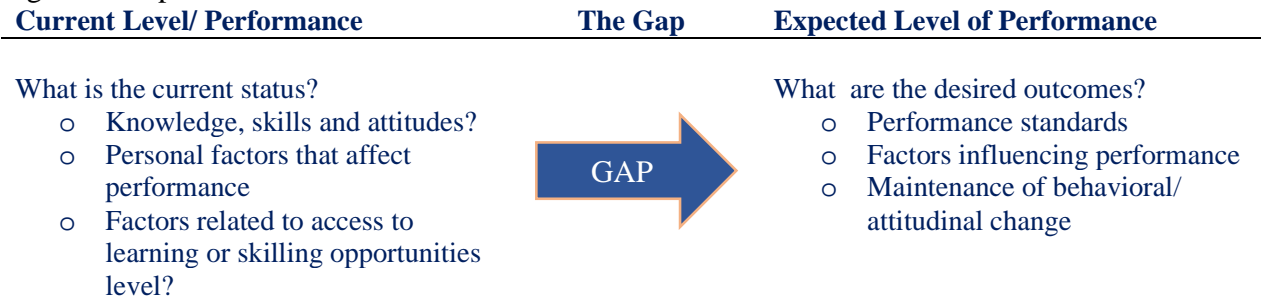 Current Level/ Performance The Gap Expected Level of Performance
What is the current status?
o Knowledge, skills and attitudes?
o Personal factors that affect
performance
o Factors related to access to
learning or skilling opportunities
level?
GAP
What are the desired outcomes?
o Performance standards
o Factors influencing performance
o Maintenance of behavioral/
attitudinal change